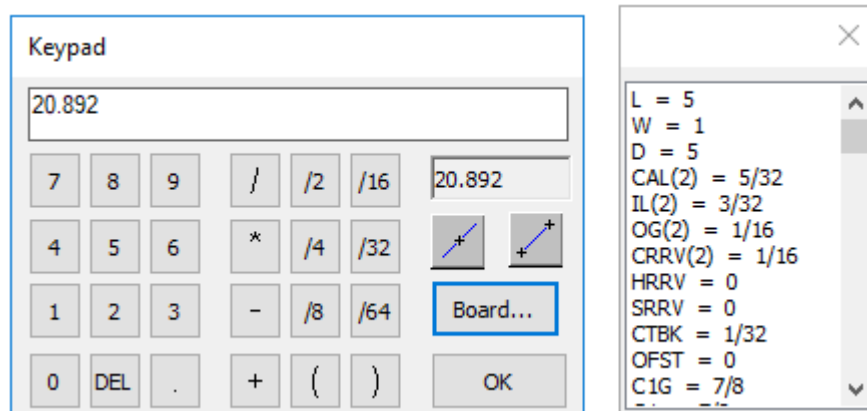 Keypad
20.892
7 8 9 / /2 /16 20.892
4 5 6 * /4 /32
1 2 3 - /8 /64 Board...
0 DEL . + ( ) OK
L = 5
W = 1
D = 5
CAL(2) = 5/32
IL(2) = 3/32
OG(2) = 1/16
CRRV(2) = 1/16
HRRV = 0
SRRV = 0
CTBK = 1/32
OFST = 0
C1G = 7/8